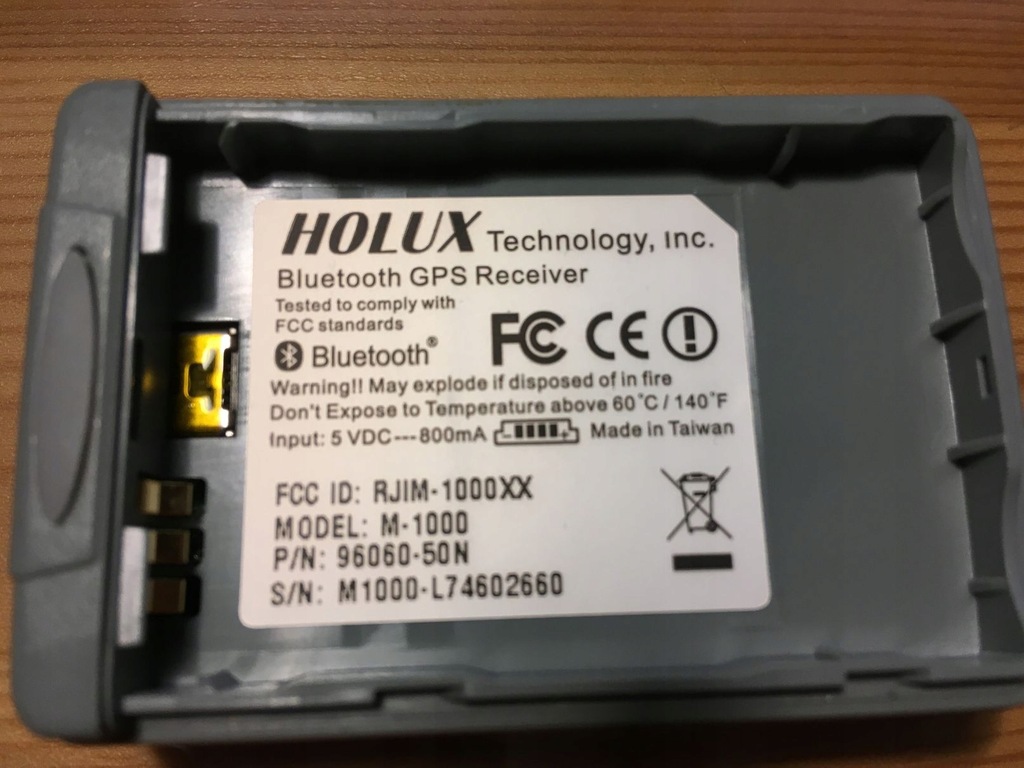 HOLUX Technology, Inc.
Bluetooth GPS Receiver
Tested to comply with
FCC standards
Bluetooth® FC CE
Warning!! May explode if disposed of in fire
Don't Expose to Temperature above 60°C / 140°F
Input: 5 VDC---800mA Made in Taiwan
FCC ID: RJIM-1000XX
MODEL: M-1000
P/N: 96060-50N
S/N: M1000-L74602660